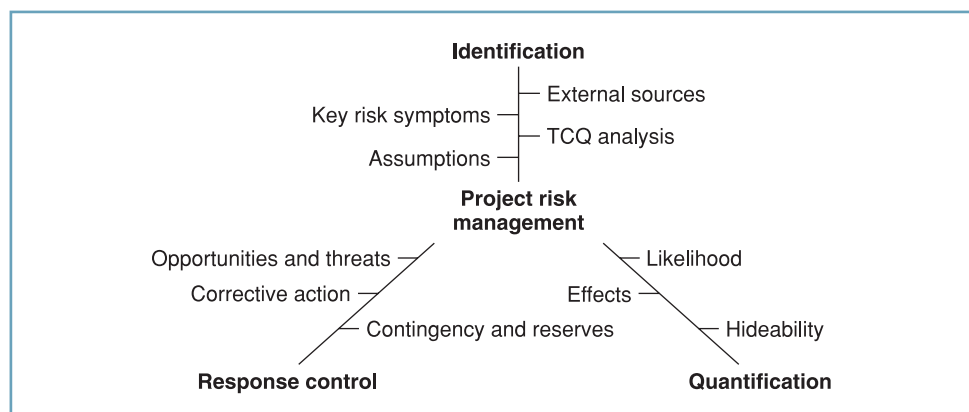 Identification
External sources
Key risk symptoms
TCQ analysis
Assumptions
Project risk
management
Opportunities and threats
Likelihood
Corrective action
Effects
Contingency and reserves
Hideability
Response control
Quantification